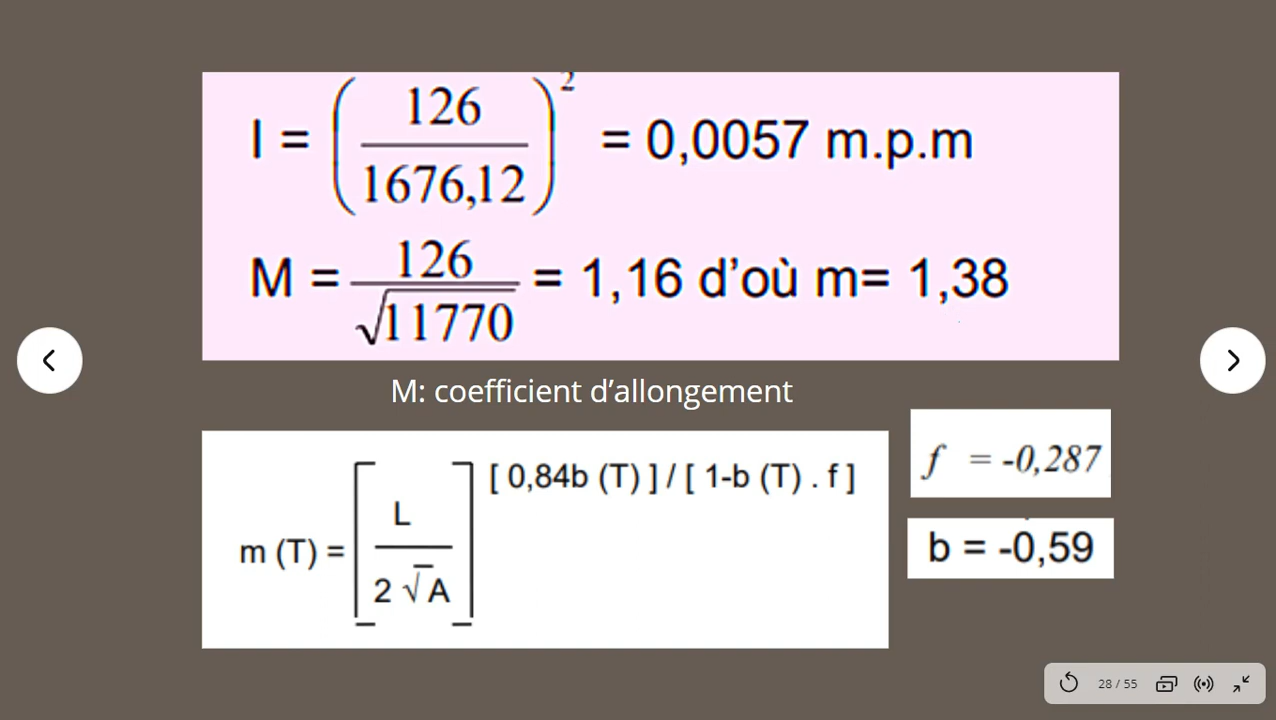 I = (126 / 1676,12)² = 0,0057 m.p.m
M = 126 / √11770 = 1,16 d’où m= 1,38
M: coefficient d’allongement
m (T) = [ L / 2 √A ] [ 0,84b (T) ] / [ 1-b (T) . f ]
f = -0,287
b = -0,59
28 / 55